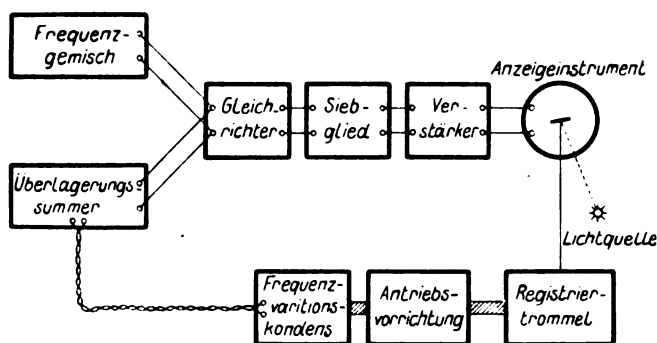 Frequenz-
gemisch
Anzeigeinstrument
Gleich-
richter
Sieb-
glied
Ver-
stärker
Überlagerungs
summer
Lichtquelle
Frequenz-
varitions-
kondens
Antriebs-
vorrichtung
Registrier-
trommel